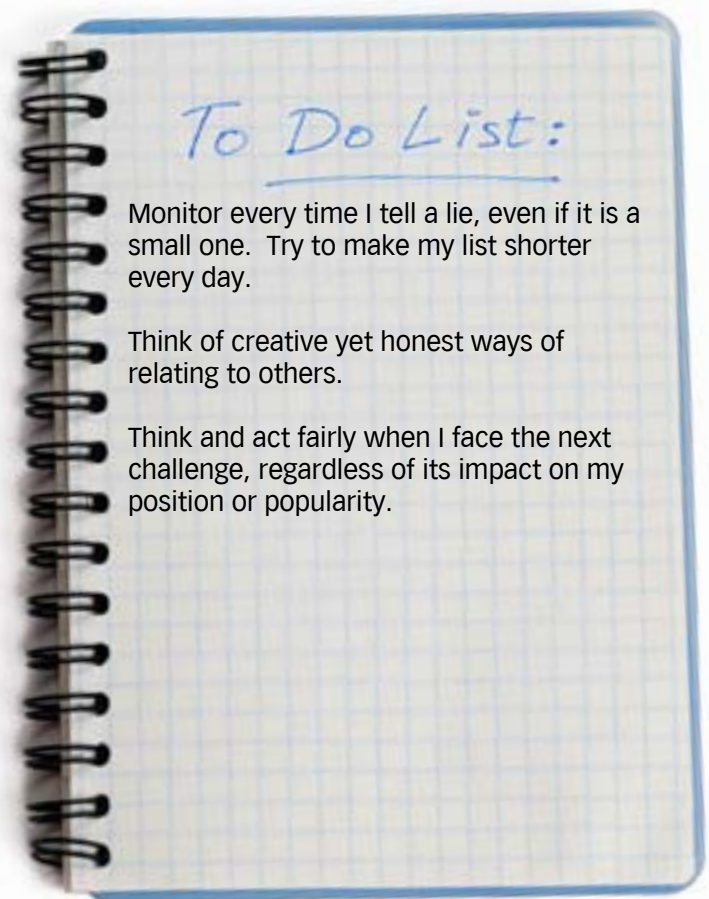 To Do List:
Monitor every time I tell a lie, even if it is a
small one.  Try to make my list shorter
every day.
Think of creative yet honest ways of
relating to others.
Think and act fairly when I face the next
challenge, regardless of its impact on my
position or popularity.